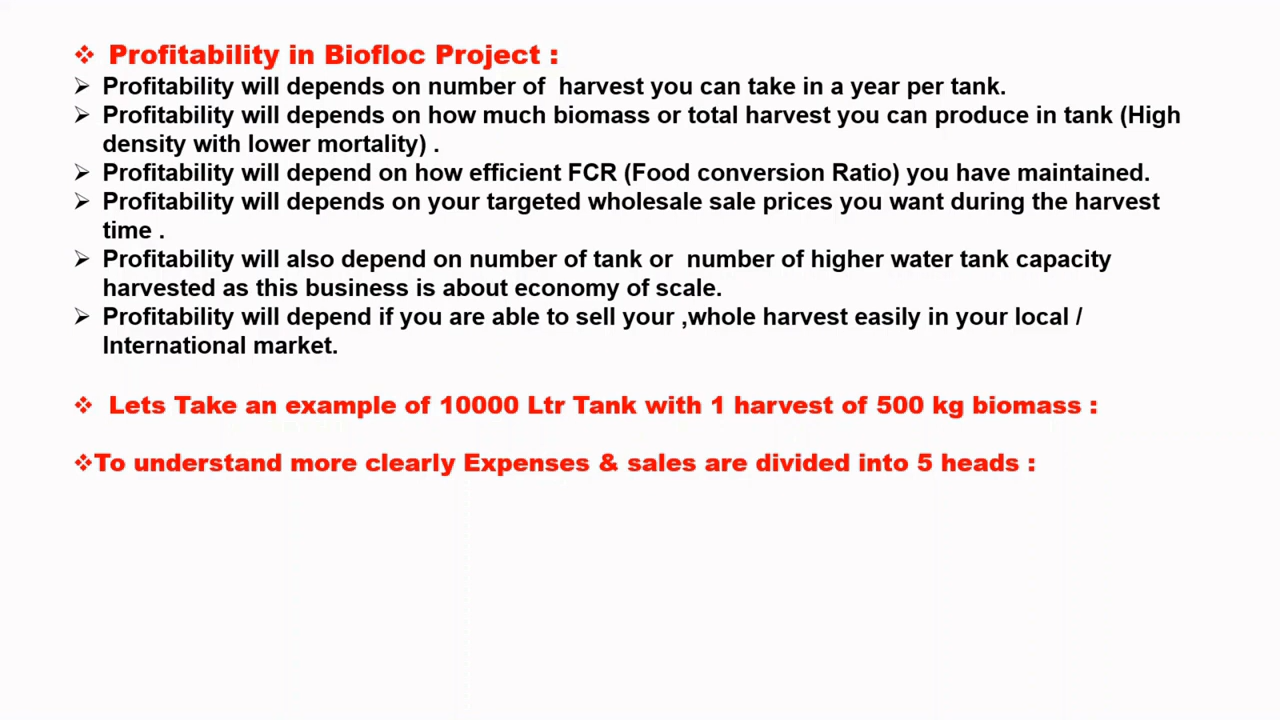 ❖ Profitability in Biofloc Project :
➢ Profitability will depends on number of  harvest you can take in a year per tank.
➢ Profitability will depends on how much biomass or total harvest you can produce in tank (High
density with lower mortality) .
➢ Profitability will depend on how efficient FCR (Food conversion Ratio) you have maintained.
➢ Profitability will depends on your targeted wholesale sale prices you want during the harvest
time .
➢ Profitability will also depend on number of tank or  number of higher water tank capacity
harvested as this business is about economy of scale.
➢ Profitability will depend if you are able to sell your ,whole harvest easily in your local /
International market.
❖ Lets Take an example of 10000 Ltr Tank with 1 harvest of 500 kg biomass :
❖To understand more clearly Expenses & sales are divided into 5 heads :